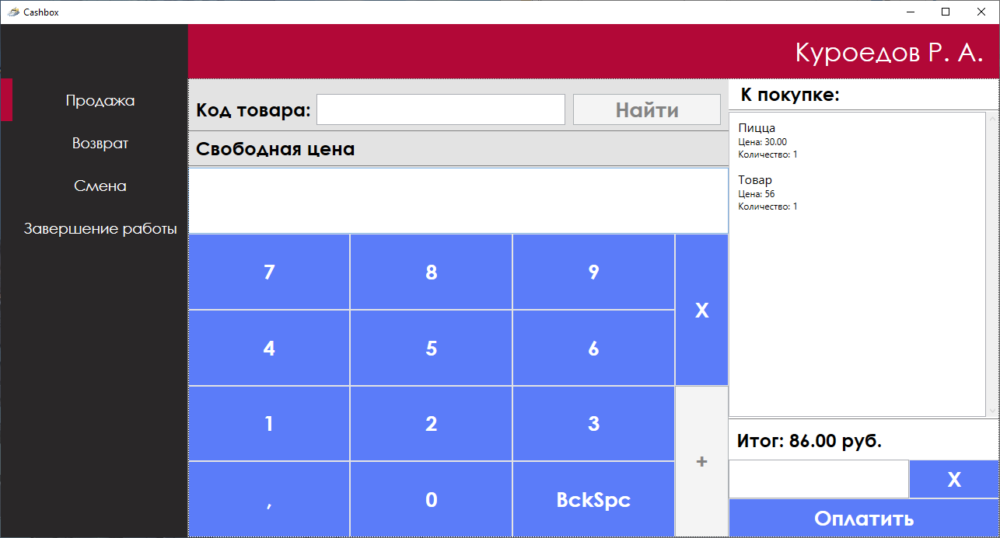 Cashbox
Куроедов Р. А.
Продажа
Возврат
Смена
Завершение работы
Код товара:
Найти
Свободная цена
7 8 9
X
4 5 6
1 2 3
+
, 0 BckSpc
К покупке:
Пицца
Цена: 30.00
Количество: 1
Товар
Цена: 56
Количество: 1
Итог: 86.00 руб.
X
Оплатить